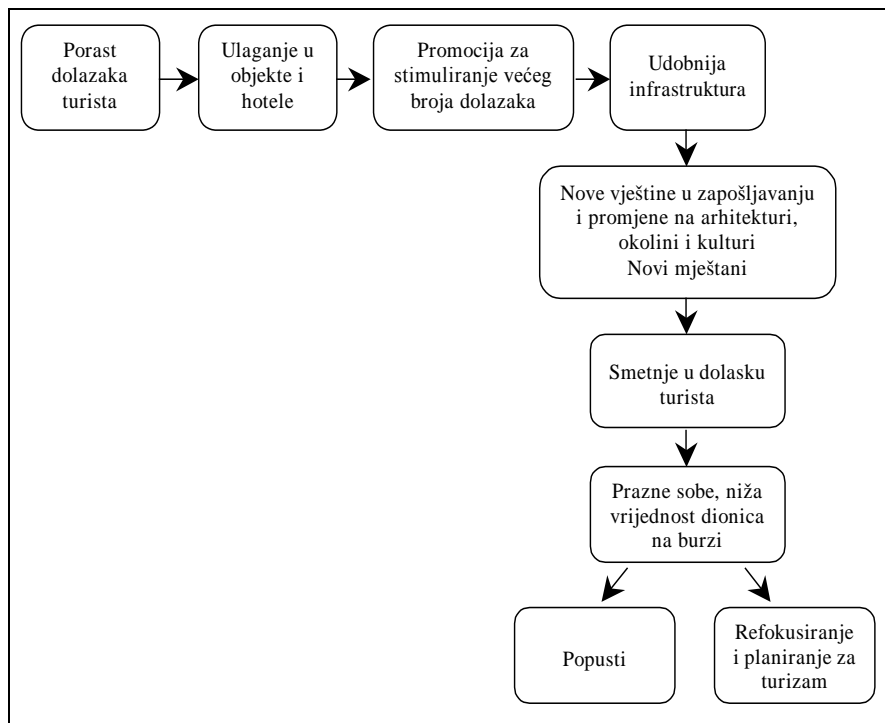 Porast
dolazaka
turista
Ulaganje u
objekte i
hotele
Promocija za
stimuliranje većeg
broja dolazaka
Udobnija
infrastruktura
Nove vještine u zapošljavanju
i promjene na arhitekturi,
okolini i kulturi
Novi mještani
Smetnje u dolasku
turista
Prazne sobe, niža
vrijednost dionica
na burzi
Popusti
Refokusiranje
i planiranje za
turizam